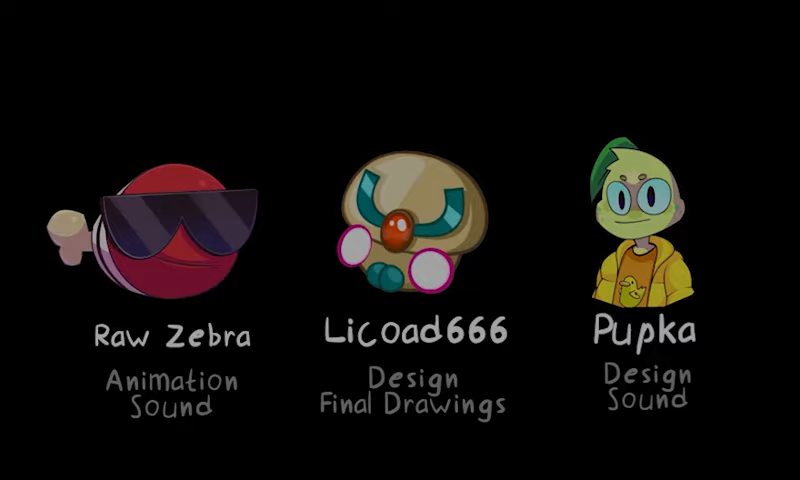 Raw Zebra
Licoad666
Pupka
Animation
Sound
Design
Final Drawings
Design
Sound